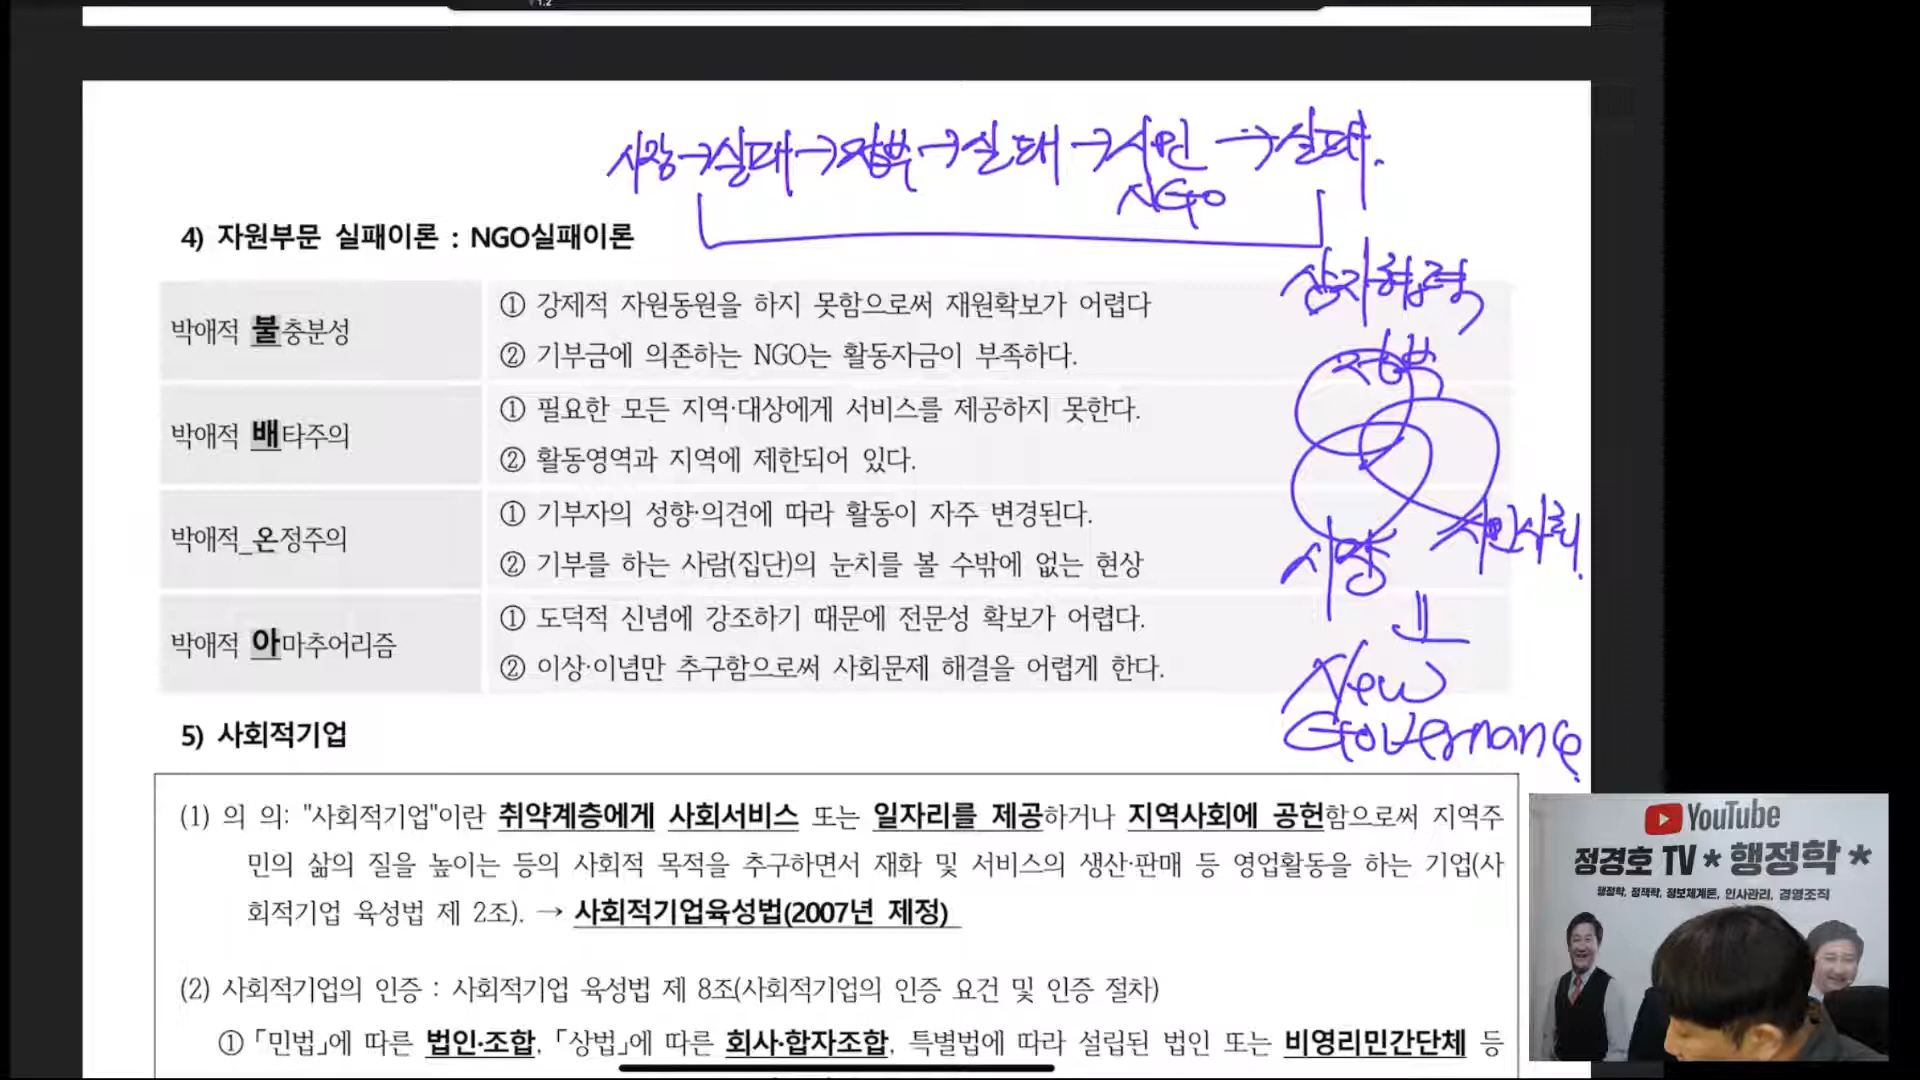 시장→실패→정부→실패→시민→실패.
NGO
4) 자원부문 실패이론 : NGO실패이론
삼자협력
박애적 불충분성
① 강제적 자원동원을 하지 못함으로써 재원확보가 어렵다
② 기부금에 의존하는 NGO는 활동자금이 부족하다.
정부
박애적 배타주의
① 필요한 모든 지역·대상에게 서비스를 제공하지 못한다.
② 활동영역과 지역에 제한되어 있다.
박애적_온정주의
① 기부자의 성향·의견에 따라 활동이 자주 변경된다.
② 기부를 하는 사람(집단)의 눈치를 볼 수밖에 없는 현상
시장
시민사회
박애적 아마추어리즘
① 도덕적 신념에 강조하기 때문에 전문성 확보가 어렵다.
② 이상·이념만 추구함으로써 사회문제 해결을 어렵게 한다.
New
Governance
5) 사회적기업
(1) 의 의: "사회적기업"이란 취약계층에게 사회서비스 또는 일자리를 제공하거나 지역사회에 공헌함으로써 지역주
민의 삶의 질을 높이는 등의 사회적 목적을 추구하면서 재화 및 서비스의 생산·판매 등 영업활동을 하는 기업(사
회적기업 육성법 제 2조). → 사회적기업육성법(2007년 제정)
(2) 사회적기업의 인증 : 사회적기업 육성법 제 8조(사회적기업의 인증 요건 및 인증 절차)
①「민법」에 따른 법인·조합,「상법」에 따른 회사·합자조합, 특별법에 따라 설립된 법인 또는 비영리민간단체 등
YouTube
정경호 TV * 행정학 *
행정학, 정책학, 정보체계론, 인사관리, 경영조직